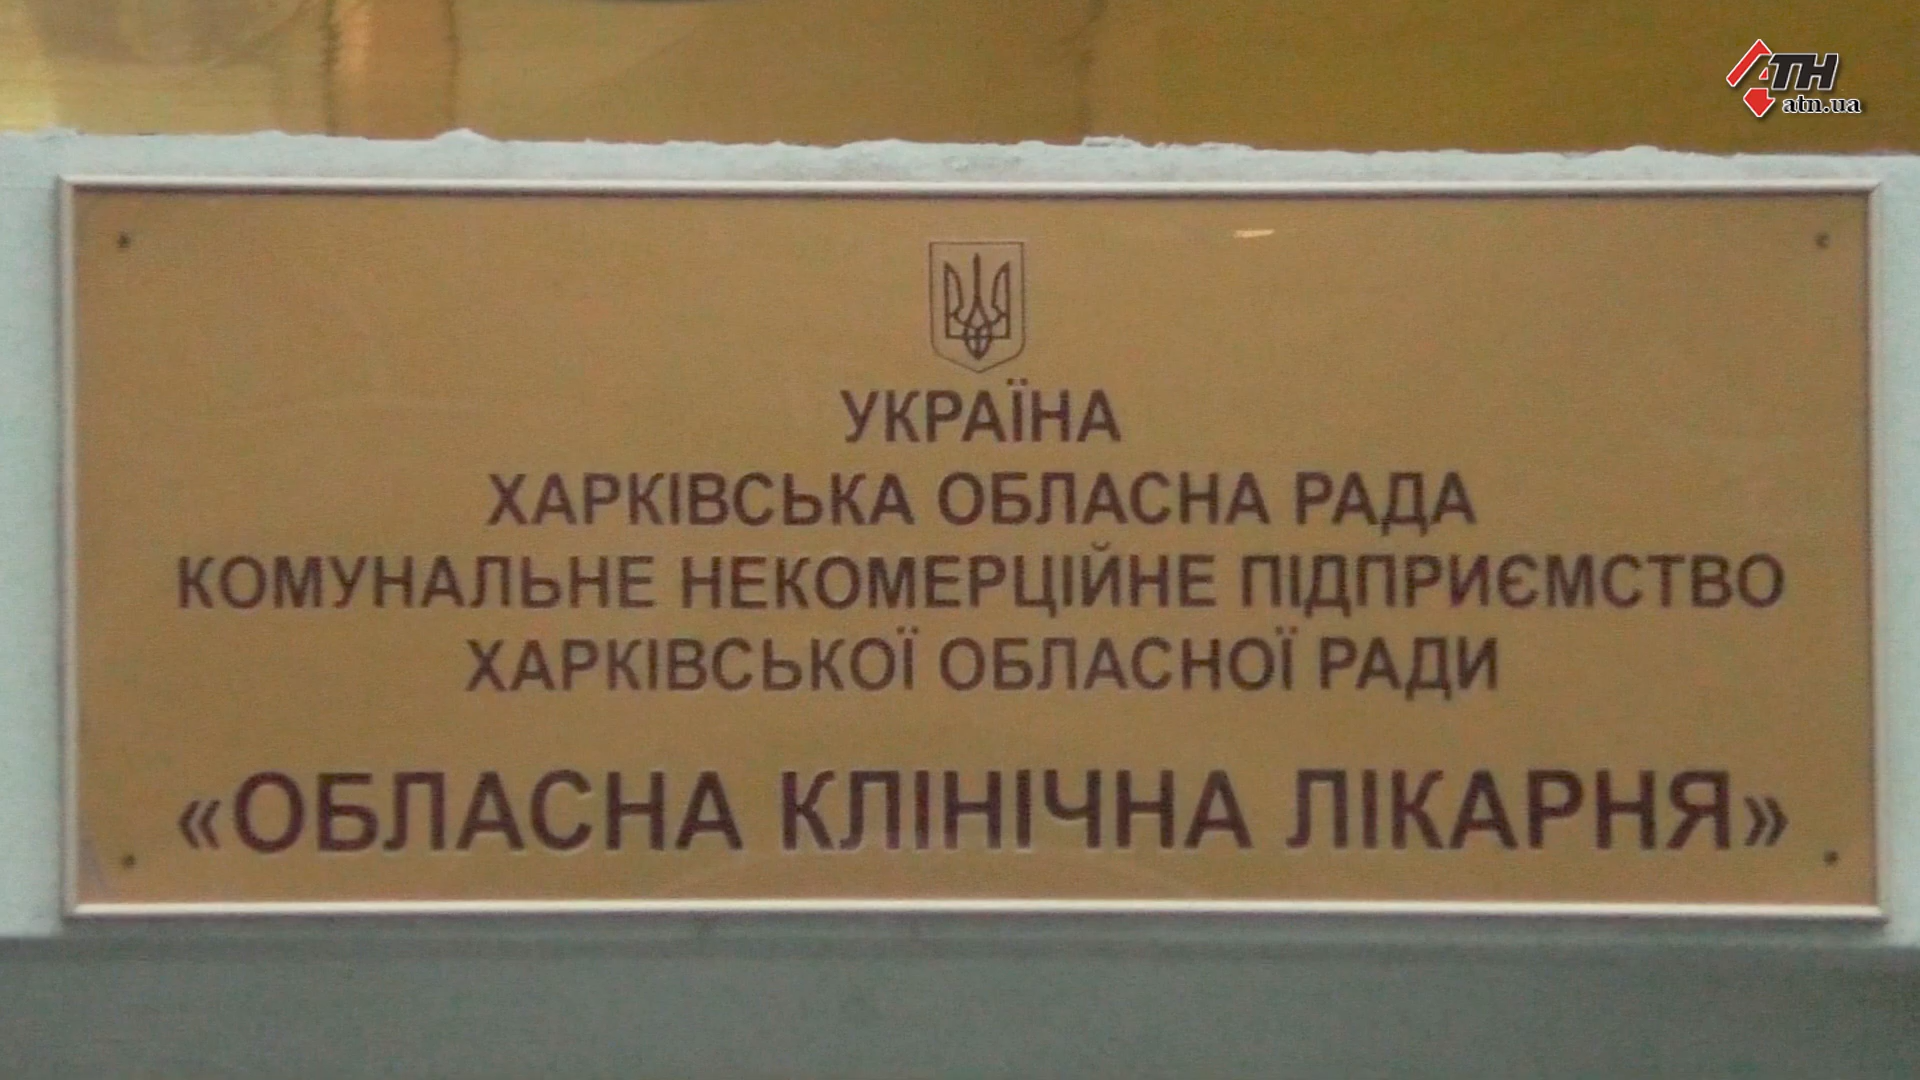 АТН
atn.ua
УКРАЇНА
ХАРКІВСЬКА ОБЛАСНА РАДА
КОМУНАЛЬНЕ НЕКОМЕРЦІЙНЕ ПІДПРИЄМСТВО
ХАРКІВСЬКОЇ ОБЛАСНОЇ РАДИ
«ОБЛАСНА КЛІНІЧНА ЛІКАРНЯ»